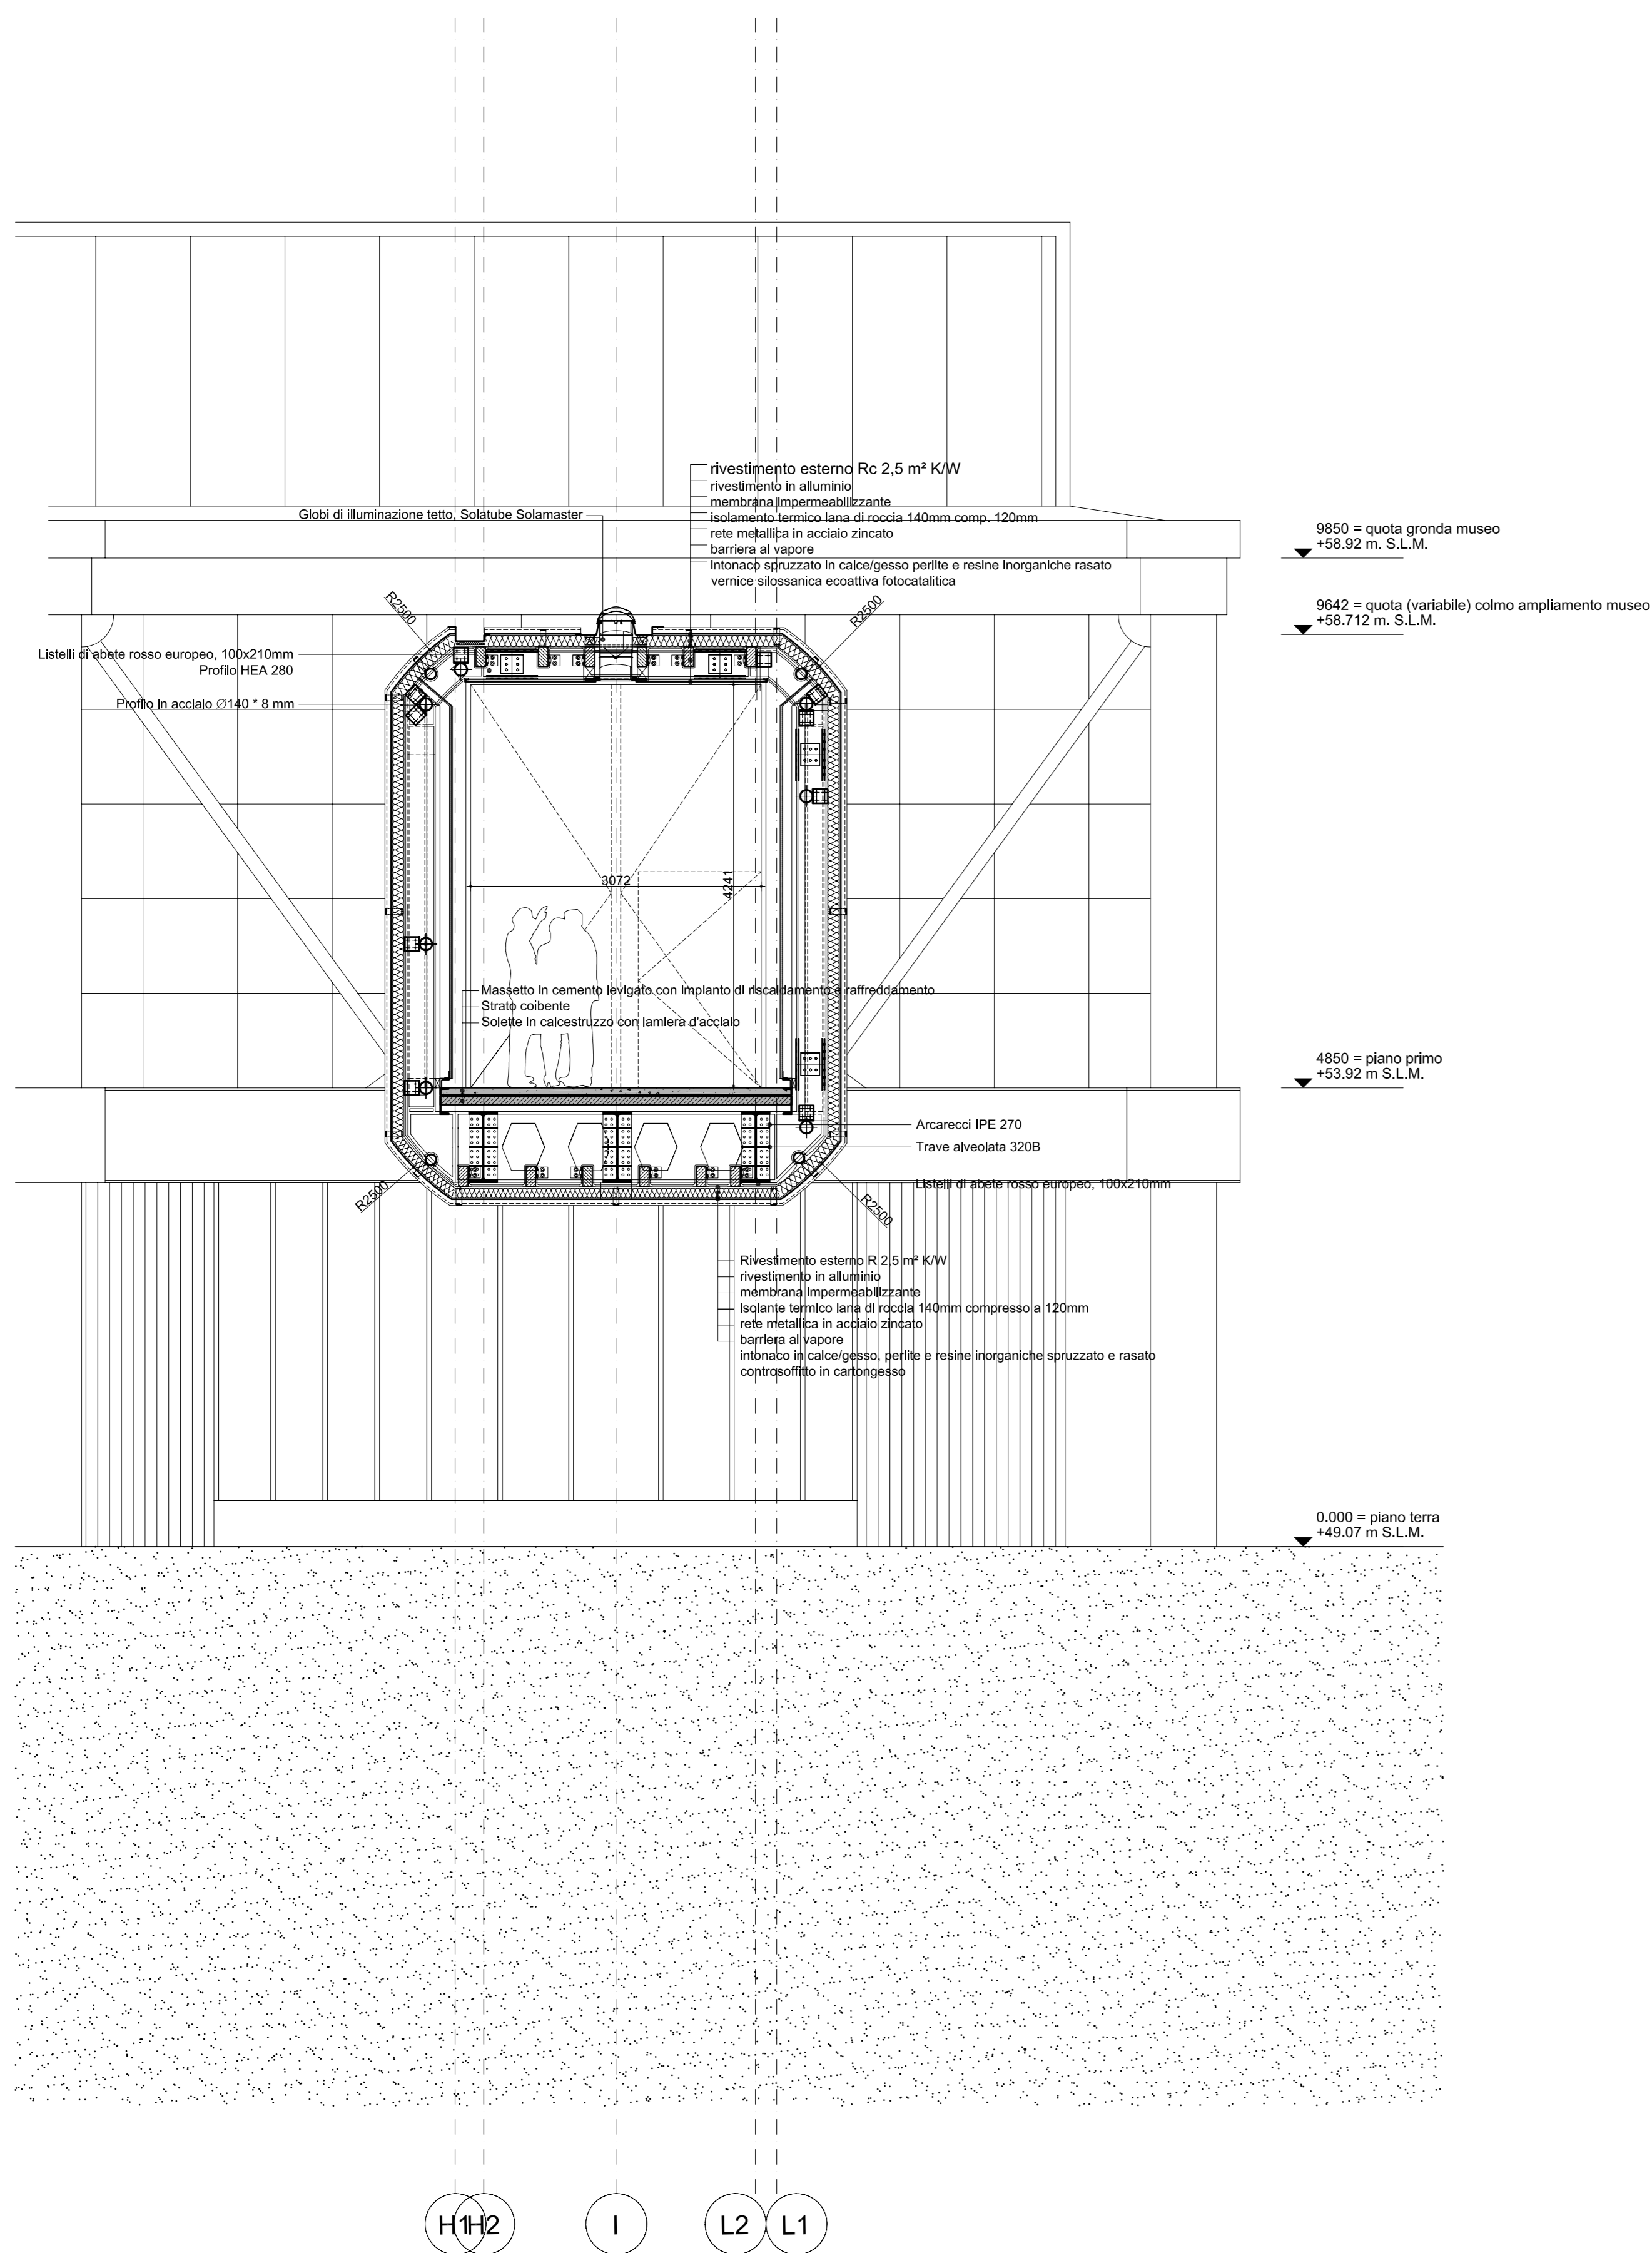 rivestimento esterno Rc 2,5 m² K/W
rivestimento in alluminio
membrana impermeabilizzante
isolamento termico lana di roccia 140mm comp. 120mm
rete metallica in acciaio zincato
barriera al vapore
intonaco spruzzato in calce/gesso perlite e resine inorganiche rasato
vernice silossanica ecoattiva fotocatalitica
Globi di illuminazione tetto, Solatube Solamaster
9850 = quota gronda museo
+58.92 m. S.L.M.
9642 = quota (variabile) colmo ampliamento museo
+58.712 m. S.L.M.
R2500
R2500
Listelli di abete rosso europeo, 100x210mm
Profilo HEA 280
Profilo in acciaio ∅140 * 8 mm
3072
4241
Massetto in cemento levigato con impianto di riscaldamento e raffreddamento
Strato coibente
Solette in calcestruzzo con lamiera d'acciaio
4850 = piano primo
+53.92 m S.L.M.
Arcarecci IPE 270
Trave alveolata 320B
Listelli di abete rosso europeo, 100x210mm
R2500
R2500
Rivestimento esterno R 2.5 m² K/W
rivestimento in alluminio
membrana impermeabilizzante
isolante termico lana di roccia 140mm compresso a 120mm
rete metallica in acciaio zincato
barriera al vapore
intonaco in calce/gesso, perlite e resine inorganiche spruzzato e rasato
controsoffitto in cartongesso
0.000 = piano terra
+49.07 m S.L.M.
H1 H2 I L2 L1